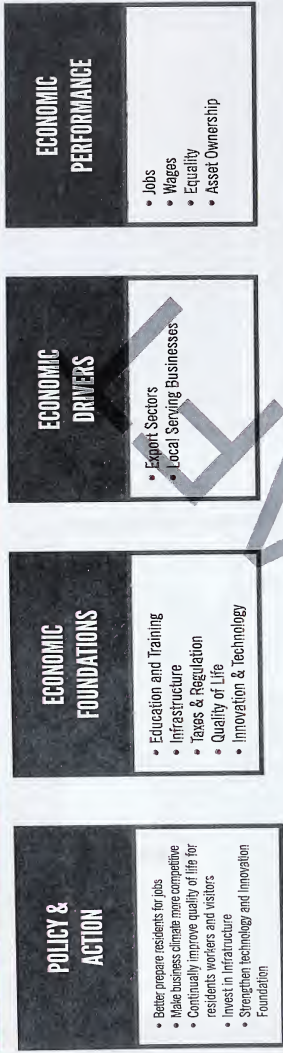 POLICY &
ACTION
• Better prepare residents for jobs
• Make business climate more competitive
• Continually improve quality of life for
residents workers and visitors
• Invest in Infratructure
• Strengthen technology and Innovation
Foundation
ECONOMIC
FOUNDATIONS
• Education and Training
• Infrastructure
• Taxes & Regulation
• Quality of Life
• Innovation & Technology
ECONOMIC
DRIVERS
• Export Sectors
• Local Serving Businesses
ECONOMIC
PERFORMANCE
• Jobs
• Wages
• Equality
• Asset Ownership